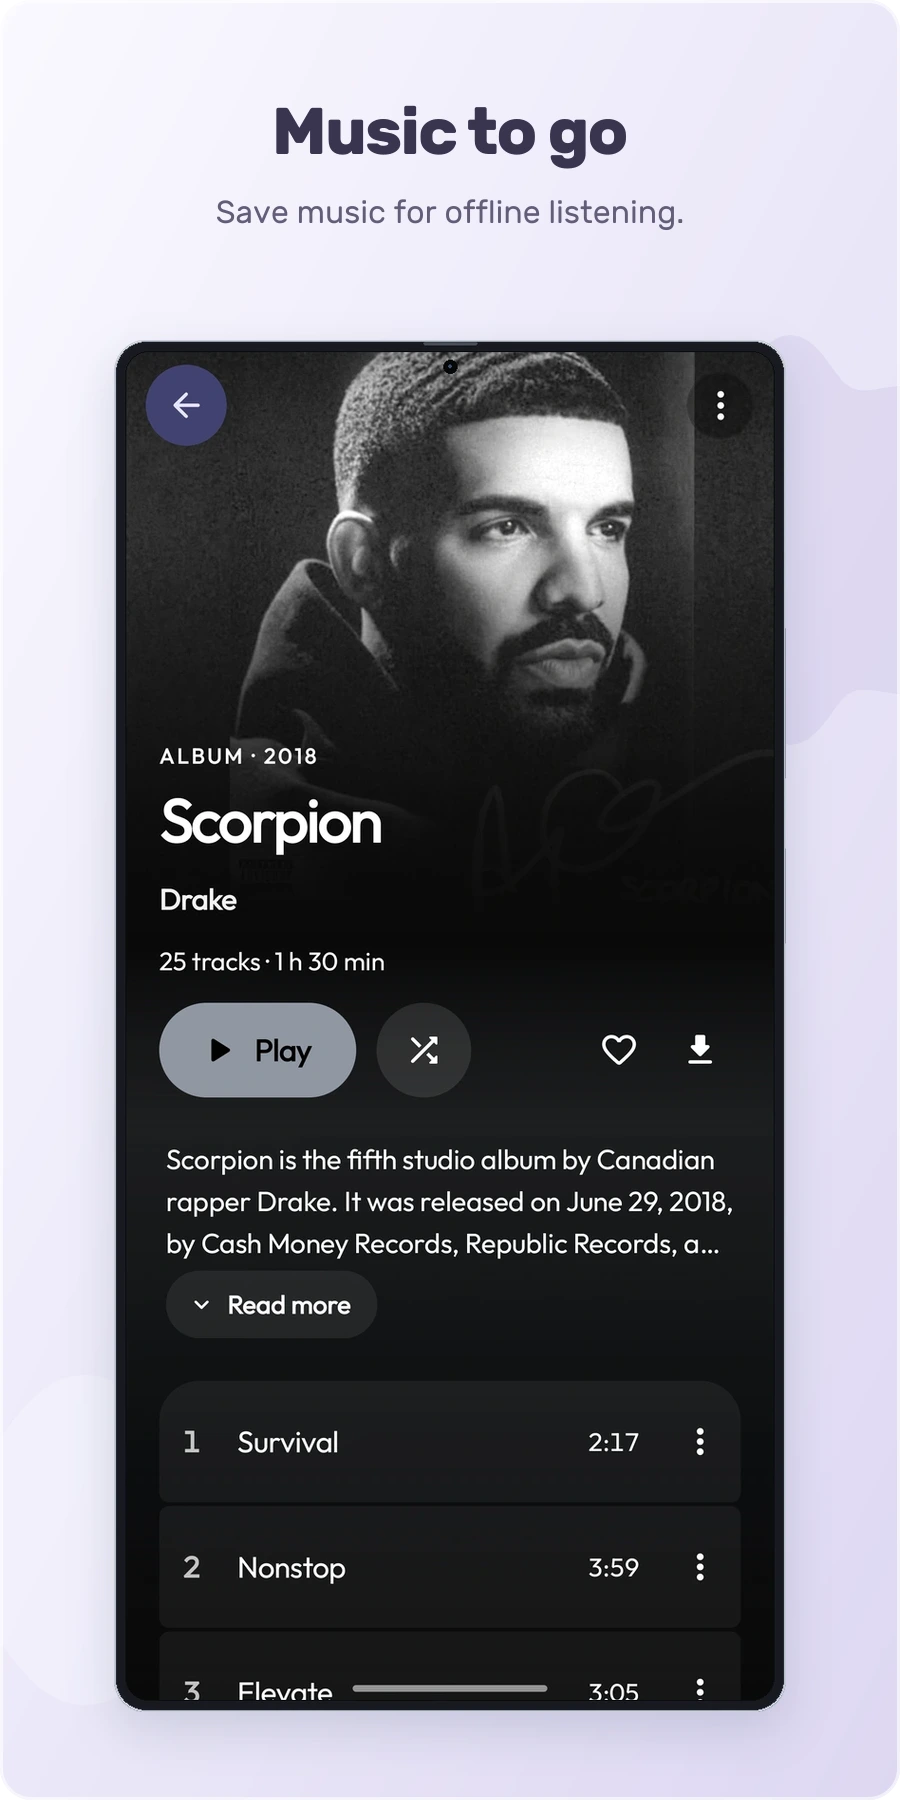 Music to go
Save music for offline listening.
ALBUM · 2018
Scorpion
SCORPION
Drake
25 tracks · 1 h 30 min
Play
Scorpion is the fifth studio album by Canadian
rapper Drake. It was released on June 29, 2018,
by Cash Money Records, Republic Records, a...
Read more
1 Survival 2:17
2 Nonstop 3:59
3 Elevate 3:05